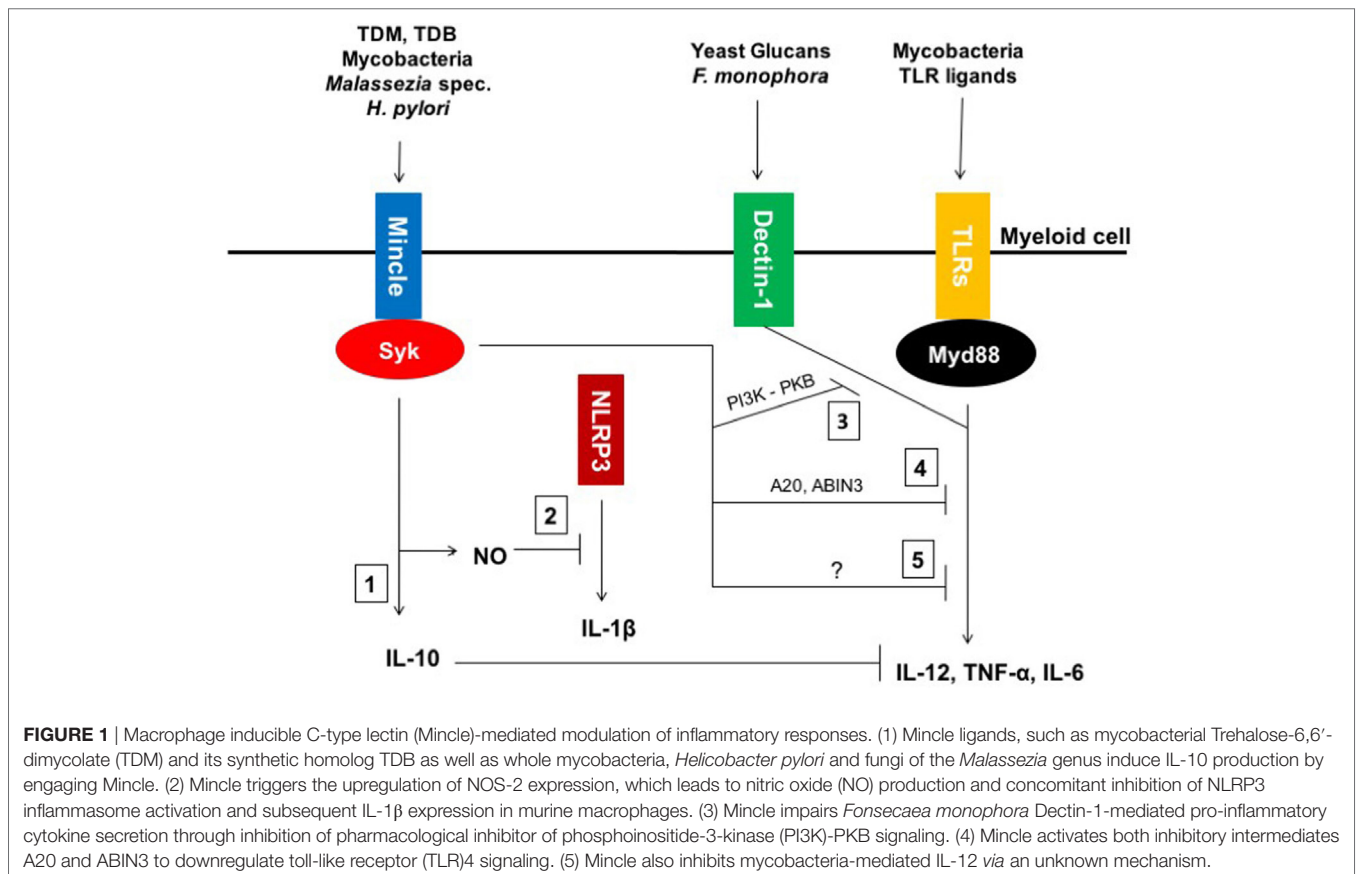 TDM, TDB
Mycobacteria
Malassezia spec.
H. pylori
Yeast Glucans
F. monophora
Mycobacteria
TLR ligands
Mincle
Dectin-1
TLRs
Myeloid cell
Syk
Myd88
NLRP3
PI3K - PKB
3
4
A20, ABIN3
2
NO
5
?
1
IL-1β
IL-10
IL-12, TNF-α, IL-6
FIGURE 1 | Macrophage inducible C-type lectin (Mincle)-mediated modulation of inflammatory responses. (1) Mincle ligands, such as mycobacterial Trehalose-6,6′-
dimycolate (TDM) and its synthetic homolog TDB as well as whole mycobacteria, Helicobacter pylori and fungi of the Malassezia genus induce IL-10 production by
engaging Mincle. (2) Mincle triggers the upregulation of NOS-2 expression, which leads to nitric oxide (NO) production and concomitant inhibition of NLRP3
inflammasome activation and subsequent IL-1β expression in murine macrophages. (3) Mincle impairs Fonsecaea monophora Dectin-1-mediated pro-inflammatory
cytokine secretion through inhibition of pharmacological inhibitor of phosphoinositide-3-kinase (PI3K)-PKB signaling. (4) Mincle activates both inhibitory intermediates
A20 and ABIN3 to downregulate toll-like receptor (TLR)4 signaling. (5) Mincle also inhibits mycobacteria-mediated IL-12 via an unknown mechanism.